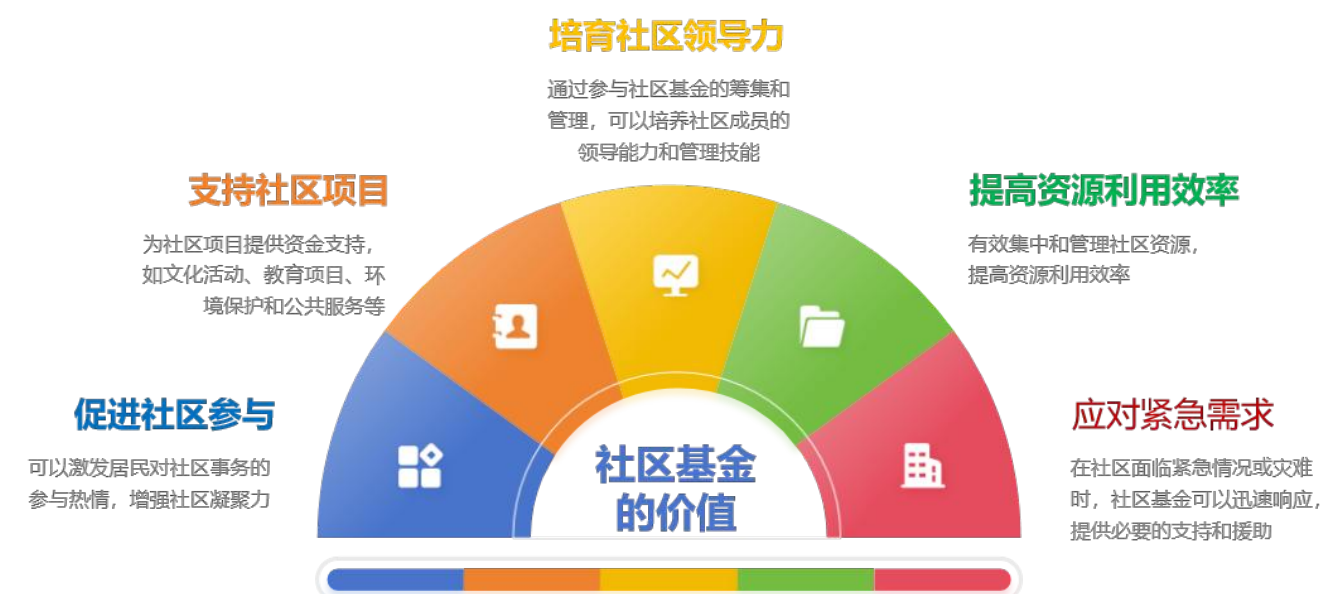 培育社区领导力
通过参与社区基金的筹集和
管理，可以培养社区成员的
领导能力和管理技能
支持社区项目
为社区项目提供资金支持，
如文化活动、教育项目、环
境保护和公共服务等
提高资源利用效率
有效集中和管理社区资源，
提高资源利用效率
促进社区参与
可以激发居民对社区事务的
参与热情，增强社区凝聚力
社区基金
的价值
应对紧急需求
在社区面临紧急情况或灾难
时，社区基金可以迅速响应，
提供必要的支持和援助